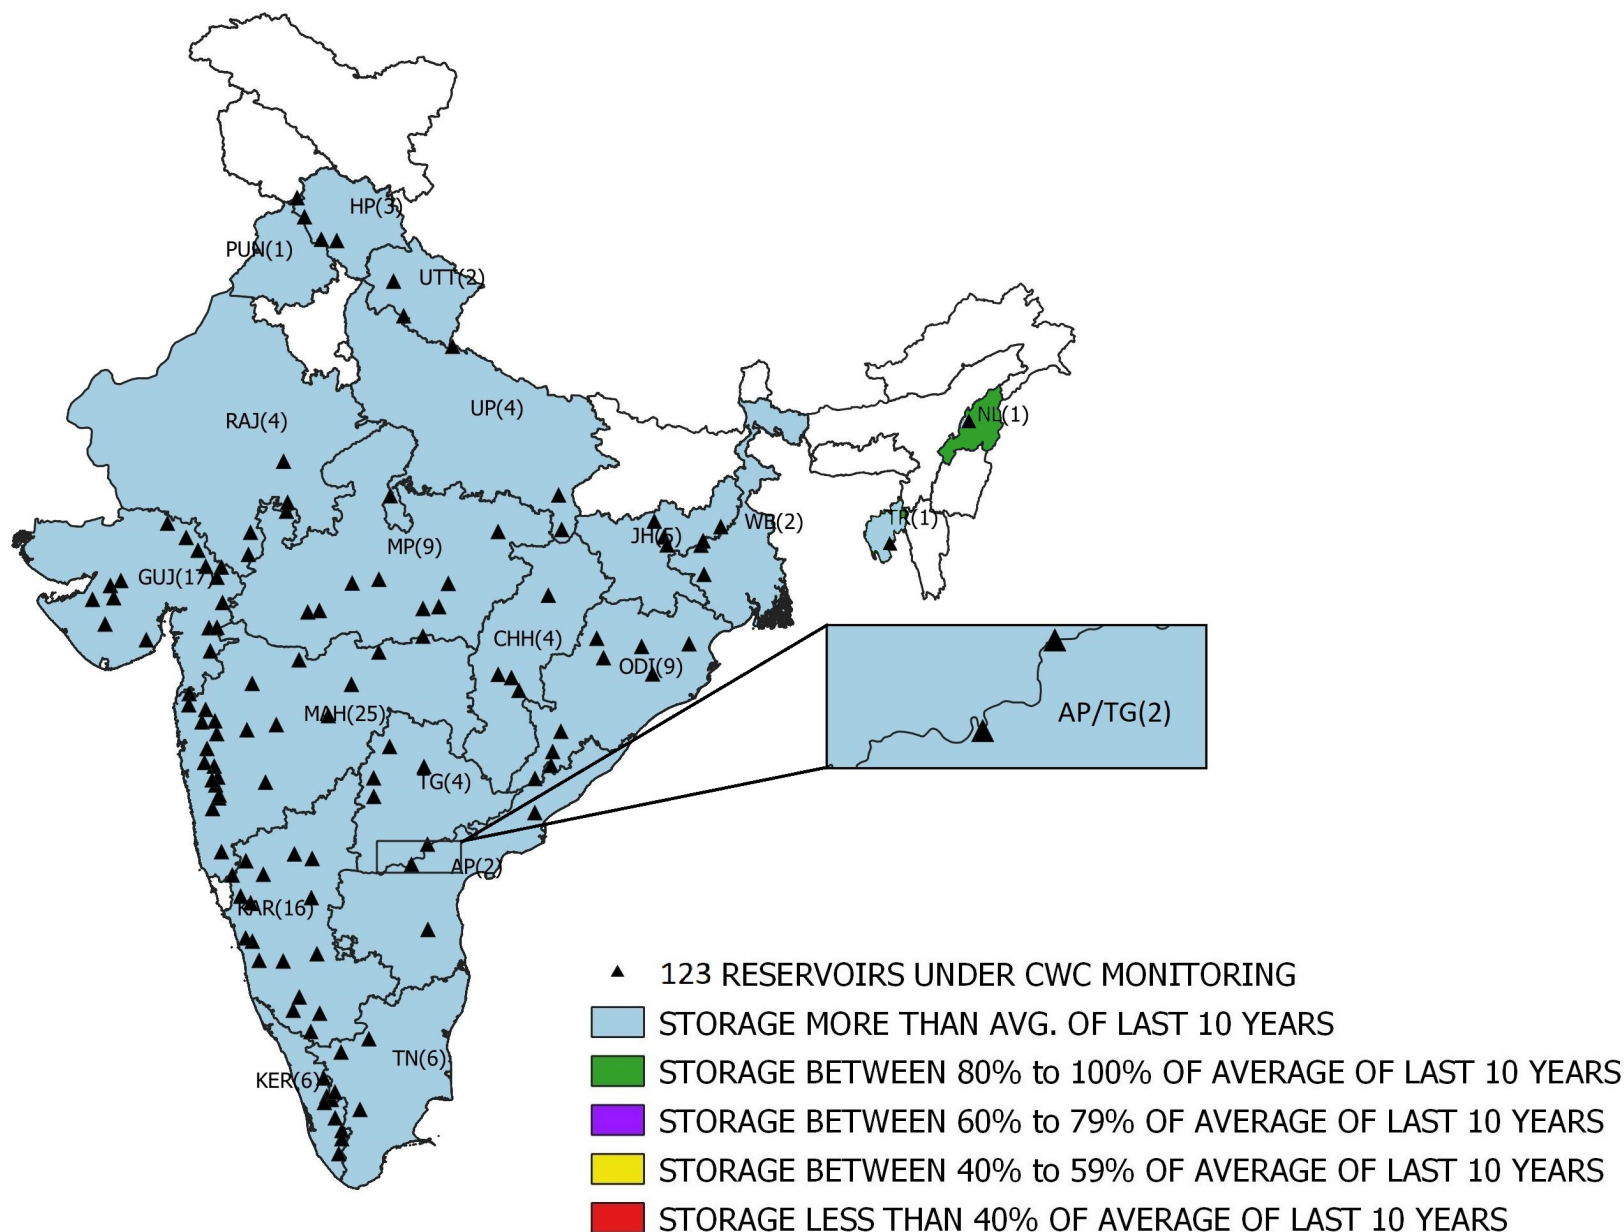 HP(3)
PUN(1)
UTT(2)
RAJ(4)
UP(4)
NL(1)
TR(1)
WB(2)
JH(5)
MP(9)
GUJ(17)
CHH(4)
ODI(9)
MAH(25)
AP/TG(2)
TG(4)
AP(2)
KAR(16)
TN(6)
KER(6)
123 RESERVOIRS UNDER CWC MONITORING
STORAGE MORE THAN AVG. OF LAST 10 YEARS
STORAGE BETWEEN 80% to 100% OF AVERAGE OF LAST 10 YEARS
STORAGE BETWEEN 60% to 79% OF AVERAGE OF LAST 10 YEARS
STORAGE BETWEEN 40% to 59% OF AVERAGE OF LAST 10 YEARS
STORAGE LESS THAN 40% OF AVERAGE OF LAST 10 YEARS